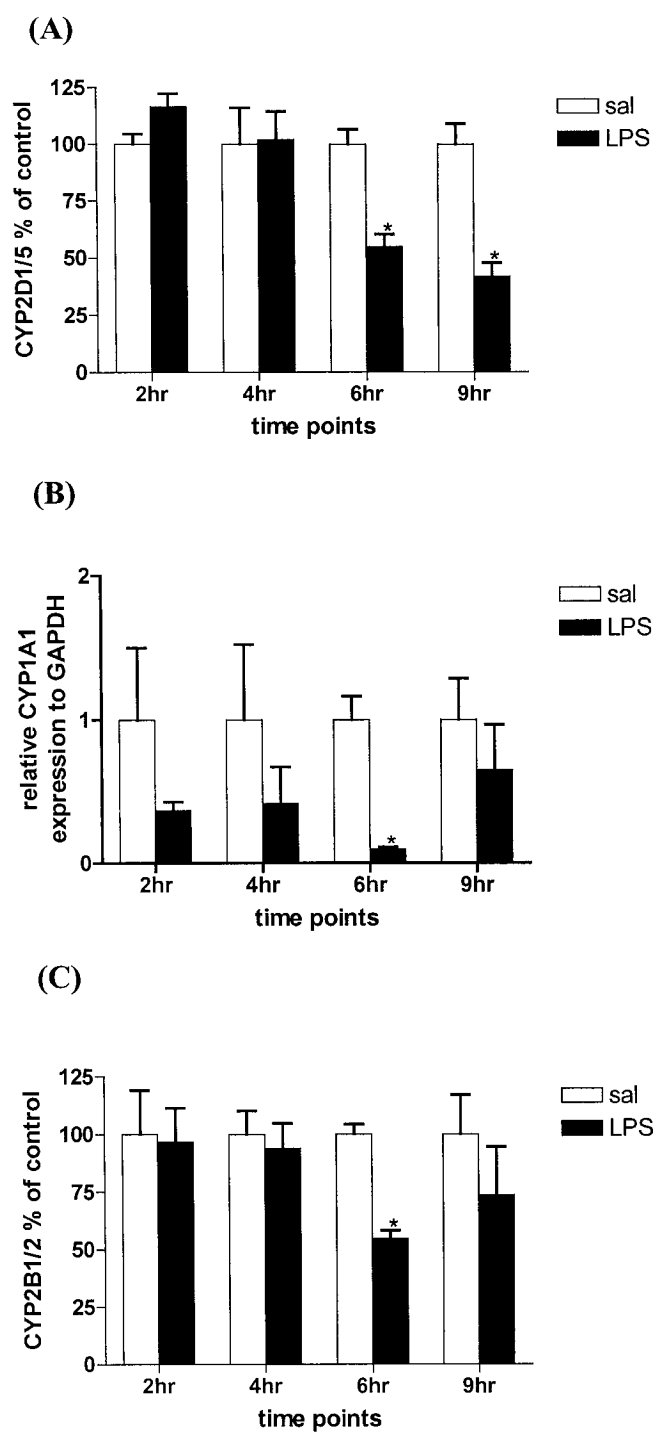 (A)
CYP2D1/5 % of control
125
100
75
50
25
0
* *
2hr 4hr 6hr 9hr
time points
sal
LPS
(B)
relative CYP1A1
expression to GAPDH
2
1
0
*
2hr 4hr 6hr 9hr
time points
sal
LPS
(C)
CYP2B1/2 % of control
125
100
75
50
25
0
*
2hr 4hr 6hr 9hr
time points
sal
LPS